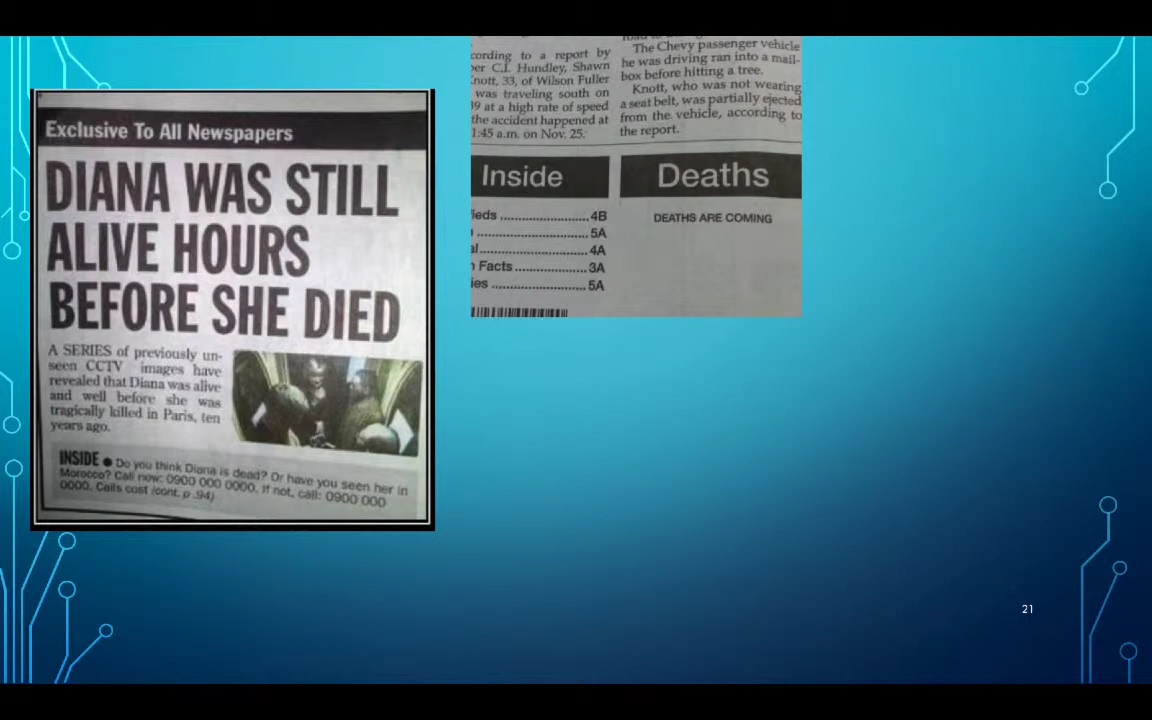 Exclusive To All Newspapers
DIANA WAS STILL
ALIVE HOURS
BEFORE SHE DIED
A SERIES of previously un-
seen CCTV images have
revealed that Diana was alive
and well before she was
tragically killed in Paris, ten
years ago.
INSIDE ● Do you think Diana is dead? Or have you seen her in
Morocco? Call now: 0900 000 0000. If not, call: 0900 000
0000. Calls cost (cont. p .94)
cording to a report by
er C.I. Hundley, Shawn
nott, 33, of Wilson Fuller
was traveling south on
9 at a high rate of speed
the accident happened at
1:45 a.m. on Nov. 25.
The Chevy passenger vehicle
he was driving ran into a mail-
box before hitting a tree.
Knott, who was not wearing
a seat belt, was partially ejected
from the vehicle, according to
the report.
Inside
ieds ........................4B
..............................5A
l.............................4A
Facts ....................3A
ies ..........................5A
Deaths
DEATHS ARE COMING
21